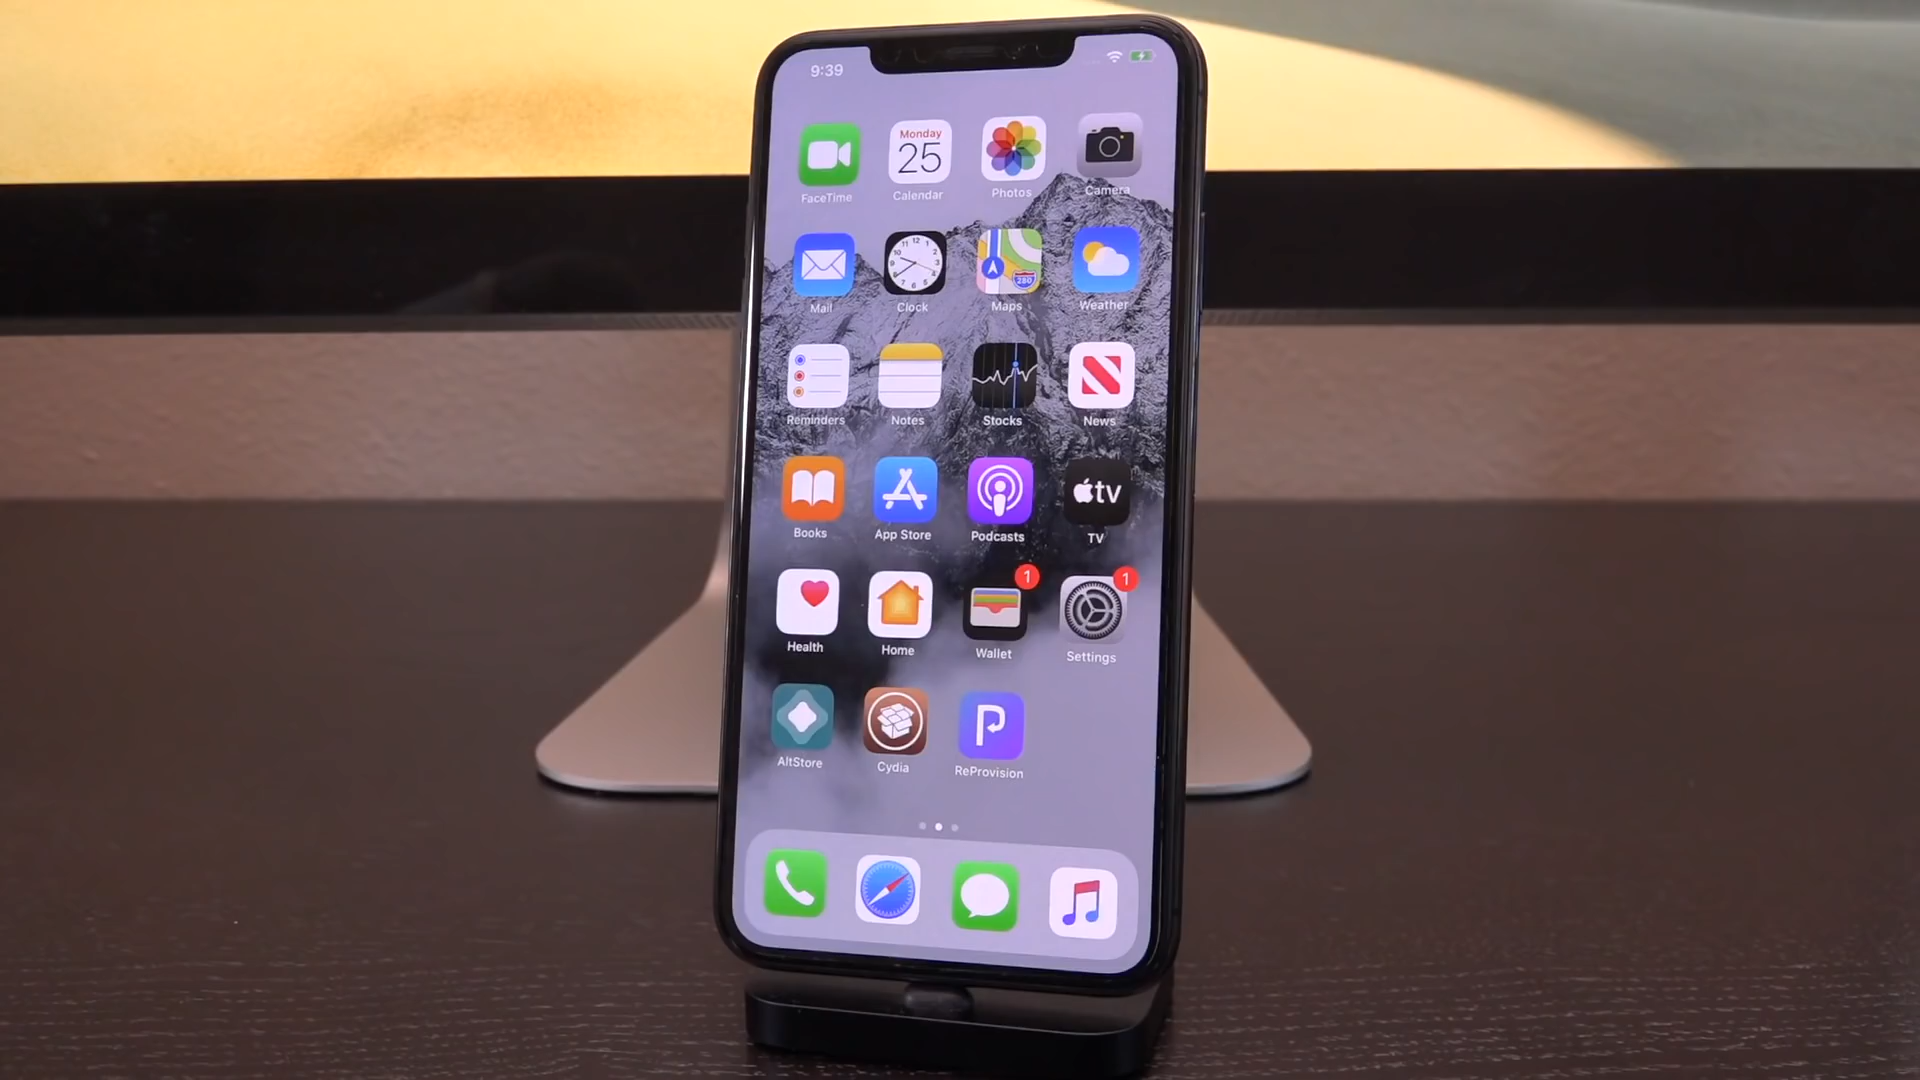 9:39
Monday
25
FaceTime
Calendar
Photos
Camera
280
Mail
Clock
Maps
Weather
Reminders
Notes
Stocks
News
tv
Books
App Store
Podcasts
TV
1
1
Health
Home
Wallet
Settings
P
AltStore
Cydia
ReProvision